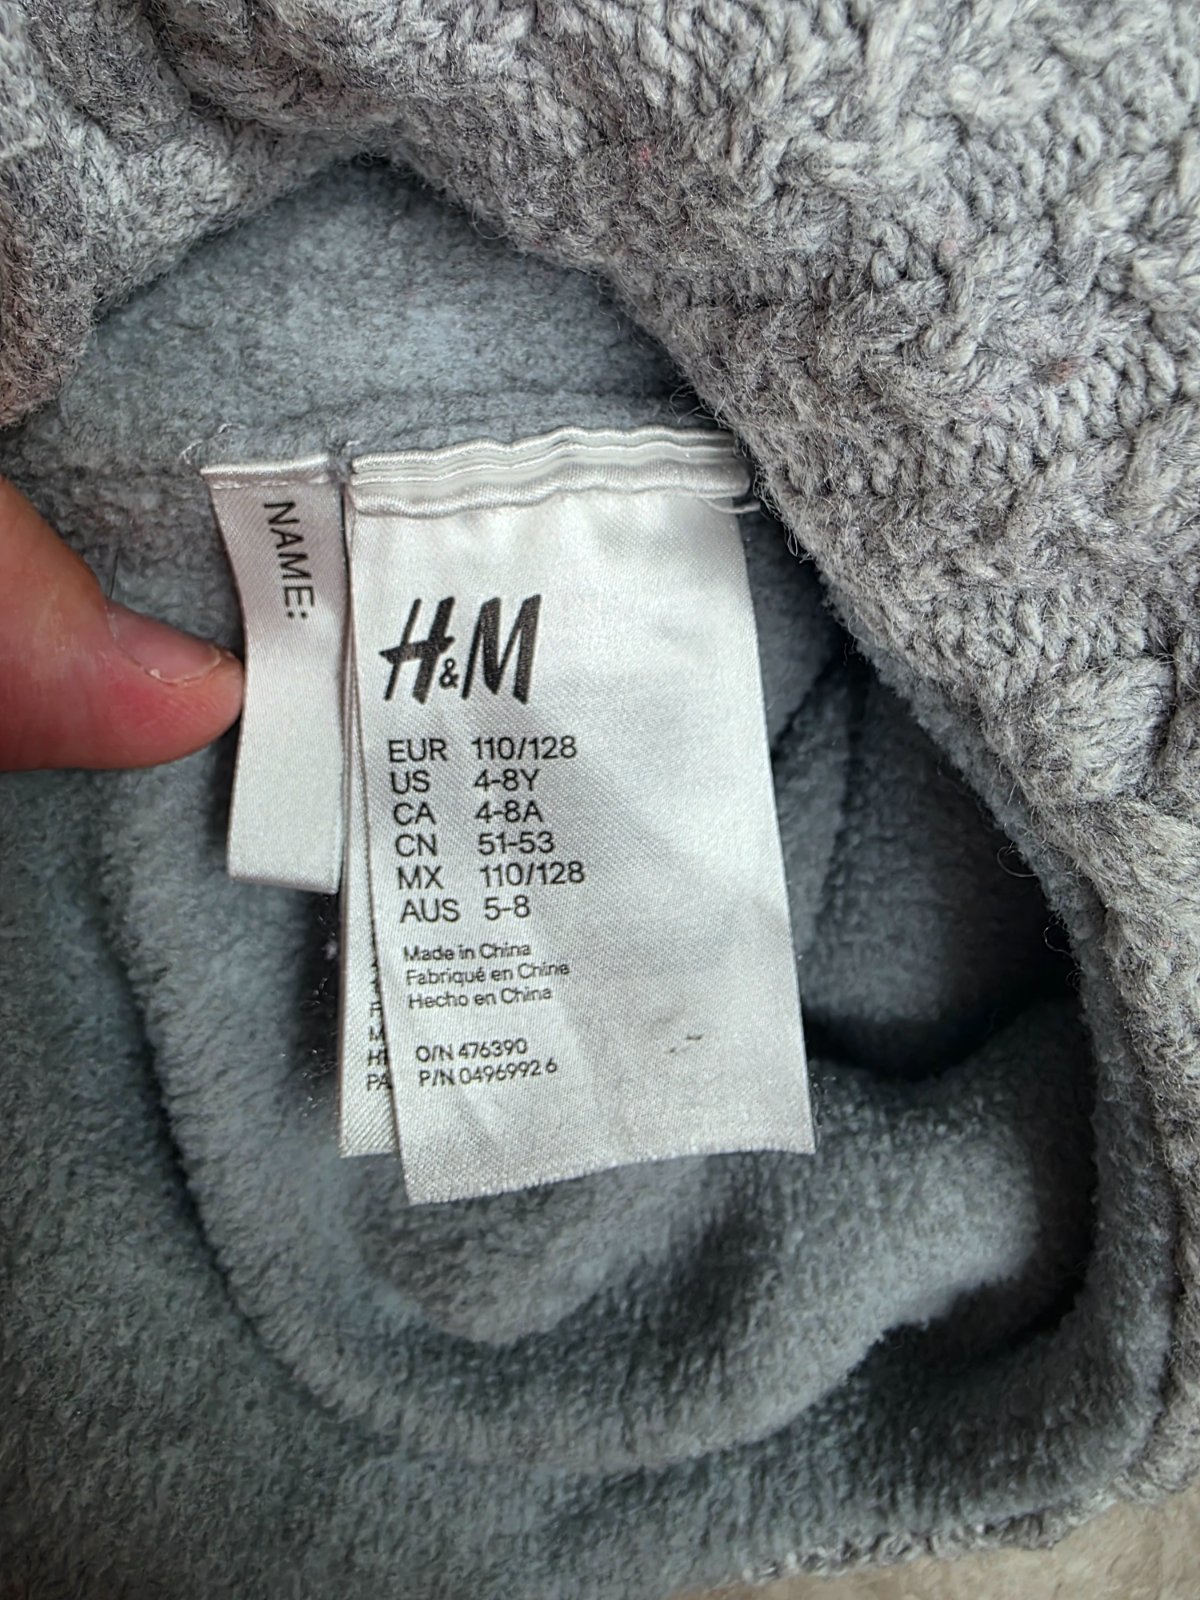 NAME:
H&M
EUR 110/128
US 4-8Y
CA 4-8A
CN 51-53
MX 110/128
AUS 5-8
Made in China
Fabriqué en Chine
Hecho en China
O/N 476390
P/N 0496992 6